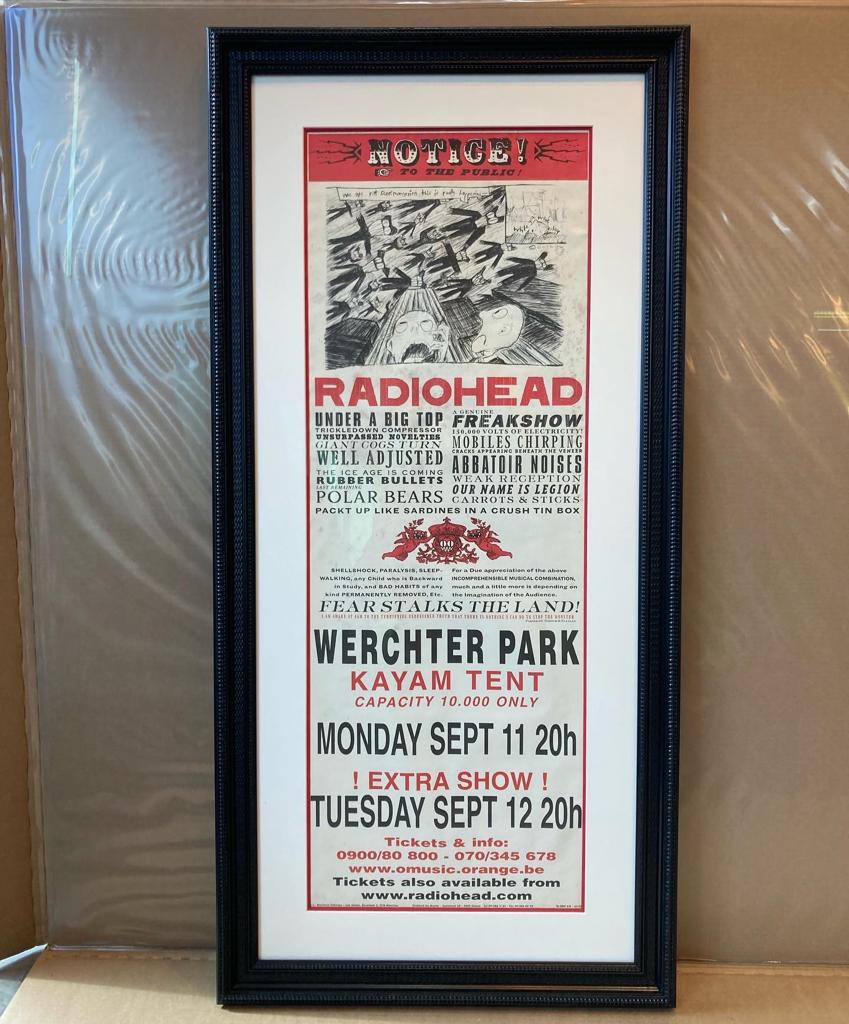 NOTICE!
TO THE PUBLIC!
RADIOHEAD
UNDER A BIG TOP
TRICKLEDOWN COMPRESSOR
UNSURPASSED NOVELTIES
GIANT COGS TURN
WELL ADJUSTED
THE ICE AGE IS COMING
RUBBER BULLETS
LAST REMAINING
POLAR BEARS
A GENUINE
FREAKSHOW
150,000 VOLTS OF ELECTRICITY!
MOBILES CHIRPING
CRACKS APPEARING BENEATH THE VENEER
ABBATOIR NOISES
WEAK RECEPTION
OUR NAME IS LEGION
CARROTS & STICKS
PACKT UP LIKE SARDINES IN A CRUSH TIN BOX
SHELLSHOCK, PARALYSIS, SLEEP-
WALKING, any Child who is Backward
in Study, and BAD HABITS of any
kind PERMANENTLY REMOVED, Etc.
For a Due appreciation of the above
INCOMPREHENSIBLE MUSICAL COMBINATION,
much and a little more is depending on
the Imagination of the Audience.
FEAR STALKS THE LAND!
WERCHTER PARK
KAYAM TENT
CAPACITY 10.000 ONLY
MONDAY SEPT 11 20h
! EXTRA SHOW !
TUESDAY SEPT 12 20h
Tickets & info:
0900/80 800 - 070/345 678
www.omusic.orange.be
Tickets also available from
www.radiohead.com